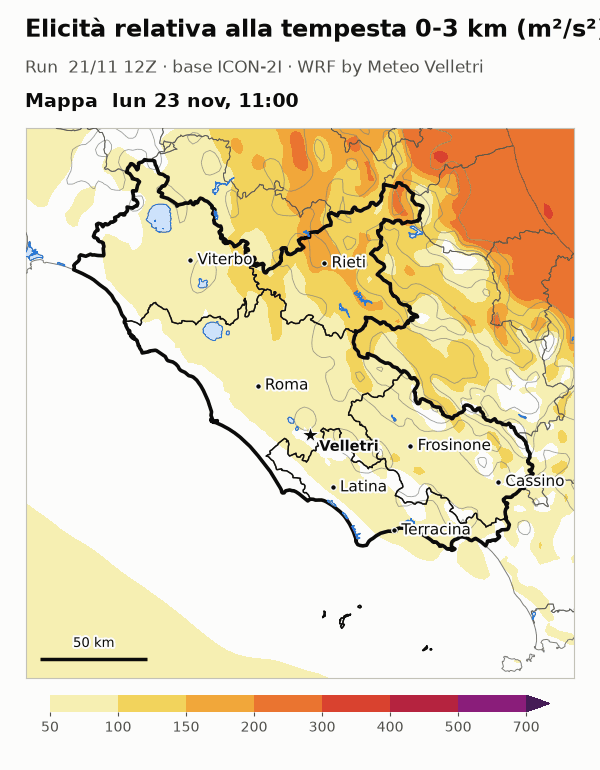 Elicità relativa alla tempesta 0-3 km (m²/s²)
Run 21/11 12Z · base ICON-2I · WRF by Meteo Velletri
Mappa lun 23 nov, 11:00
Viterbo
Rieti
Roma
Velletri
Frosinone
Latina
Cassino
Terracina
50 km
50 100 150 200 300 400 500 700